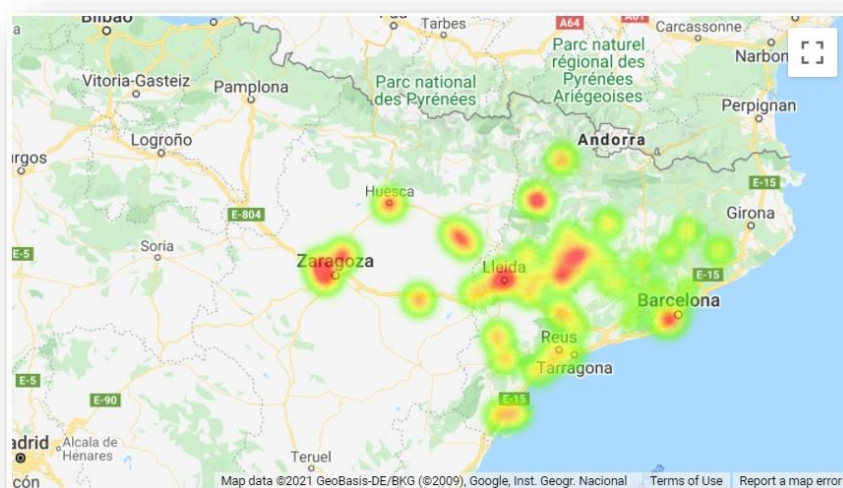 Bilbao
Tarbes
A64
A61
Carcassonne
Parc naturel
régional des
Pyrénées
Ariégeoises
Narbon
Vitoria-Gasteiz
Pamplona
Parc national
des Pyrénées
Perpignan
Andorra
Logroño
urgos
Huesca
E-15
E-804
Girona
E-5
Soria
Zaragoza
Lleida
E-15
Barcelona
Reus
Tarragona
E-5
E-90
E-15
adrid
Alcala de
Henares
Teruel
cón
Map data ©2021 GeoBasis-DE/BKG (©2009), Google, Inst. Geogr. Nacional
Terms of Use
Report a map error